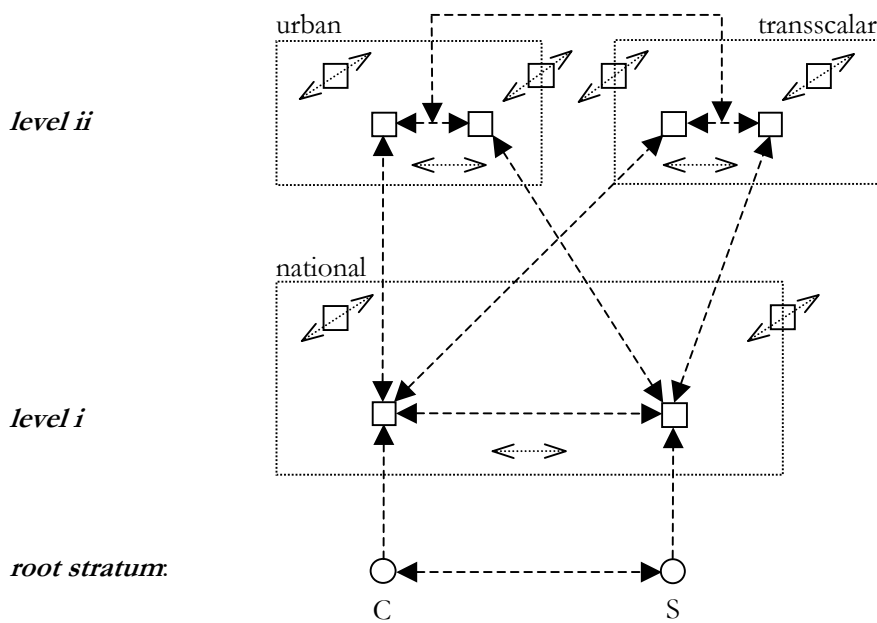 urban
transscalar
level ii
national
level i
root stratum:
C
S